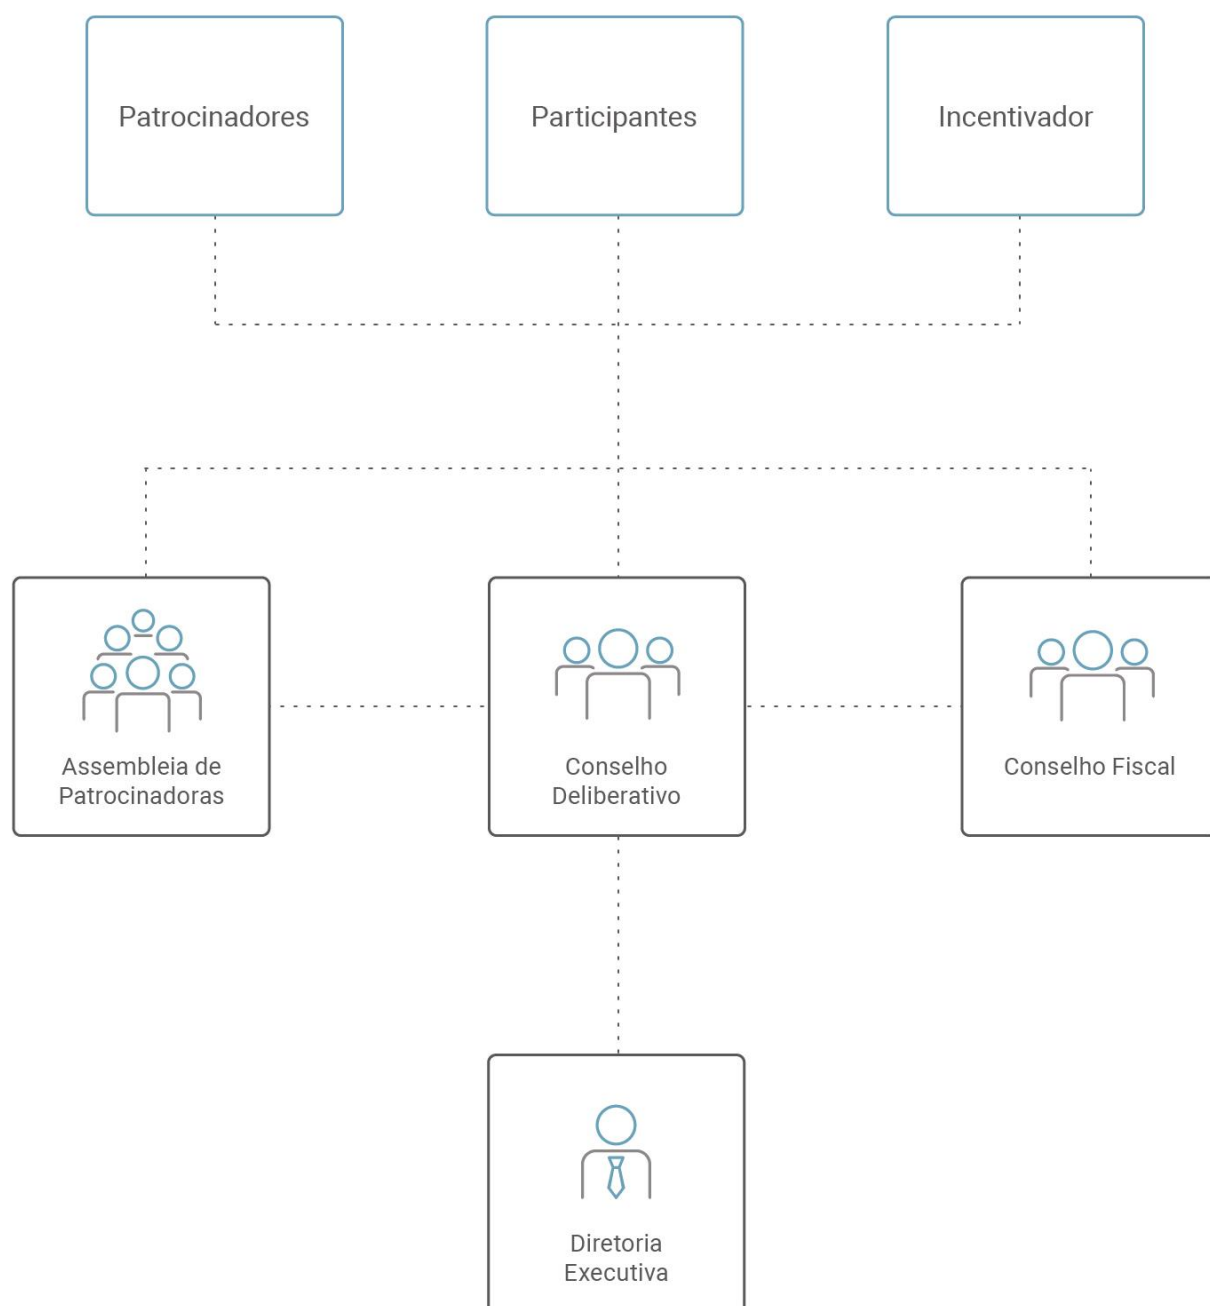 Patrocinadores
Participantes
Incentivador
Assembleia de
Patrocinadoras
Conselho
Deliberativo
Conselho Fiscal
Diretoria
Executiva